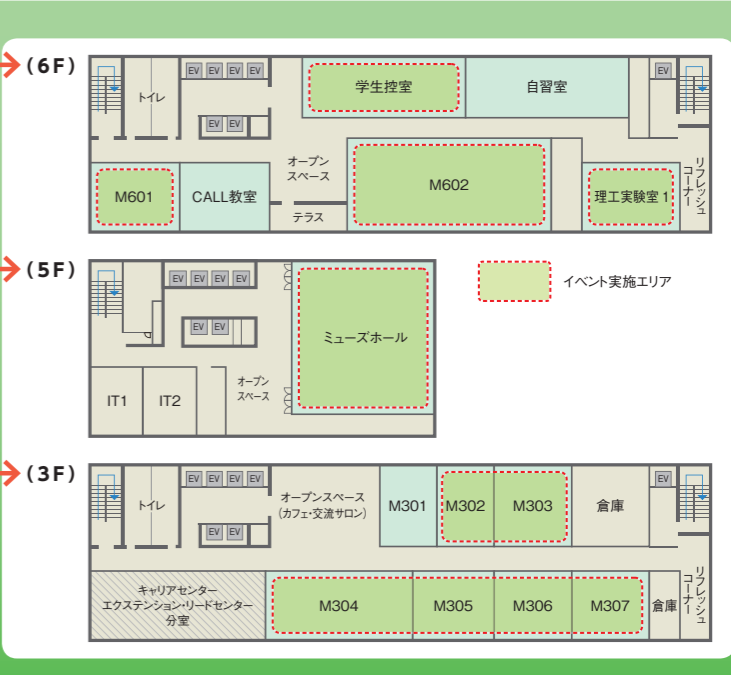 (6F)
EV EV EV EV
EV EV
トイレ
学生控室
自習室
EV
オープン
スペース
M601
CALL教室
M602
理工実験室 1
リフレッシュ
コーナー
テラス
(5F)
EV EV EV EV
EV EV
ミューズホール
イベント実施エリア
IT1
IT2
オープン
スペース
(3F)
EV EV EV EV
EV EV
トイレ
オープンスペース
(カフェ・交流サロン)
M301
M302
M303
倉庫
EV
キャリアセンター
エクステンション・リードセンター
分室
M304
M305
M306
M307
倉庫
リフレッシュ
コーナー